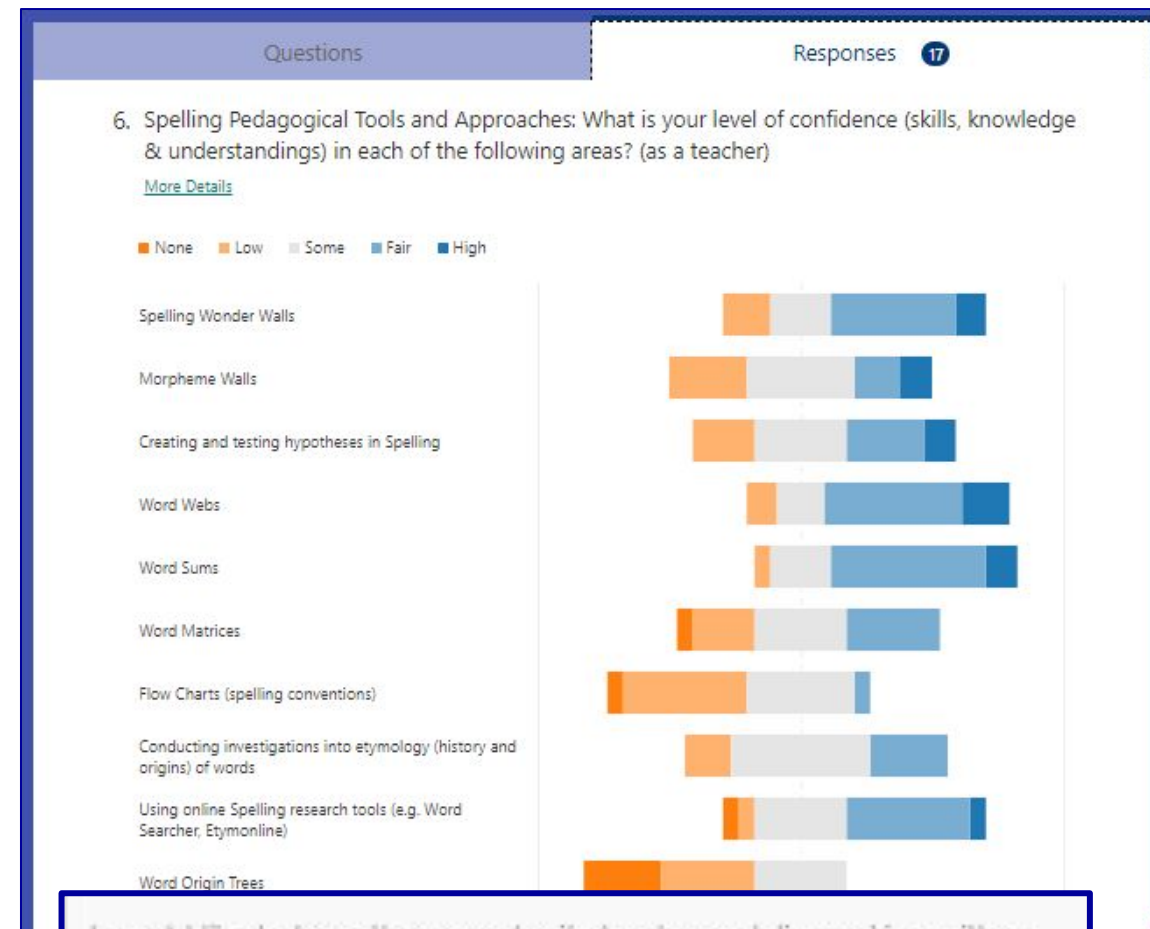 Questions
Responses 17
6. Spelling Pedagogical Tools and Approaches: What is your level of confidence (skills, knowledge
& understandings) in each of the following areas? (as a teacher)
More Details
None Low Some Fair High
Spelling Wonder Walls
Morpheme Walls
Creating and testing hypotheses in Spelling
Word Webs
Word Sums
Word Matrices
Flow Charts (spelling conventions)
Conducting investigations into etymology (history and
origins) of words
Using online Spelling research tools (e.g. Word
Searcher, Etymonline)
Word Origin Trees